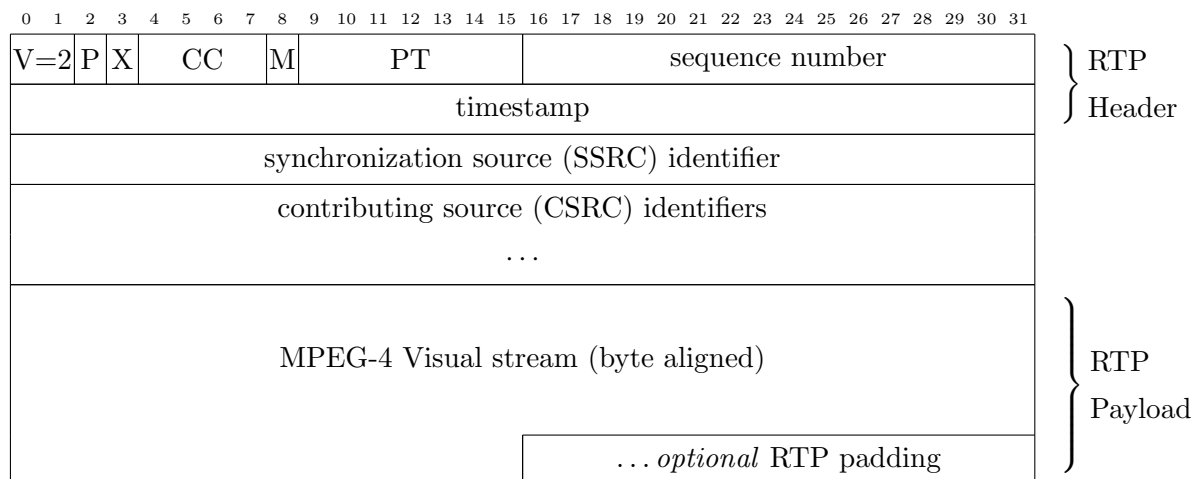 0 1 2 3 4 5 6 7 8 9 10 11 12 13 14 15 16 17 18 19 20 21 22 23 24 25 26 27 28 29 30 31
V=2 P X CC M PT sequence number RTP
timestamp Header
synchronization source (SSRC) identifier
contributing source (CSRC) identifiers
...
MPEG-4 Visual stream (byte aligned) RTP
Payload
... optional RTP padding